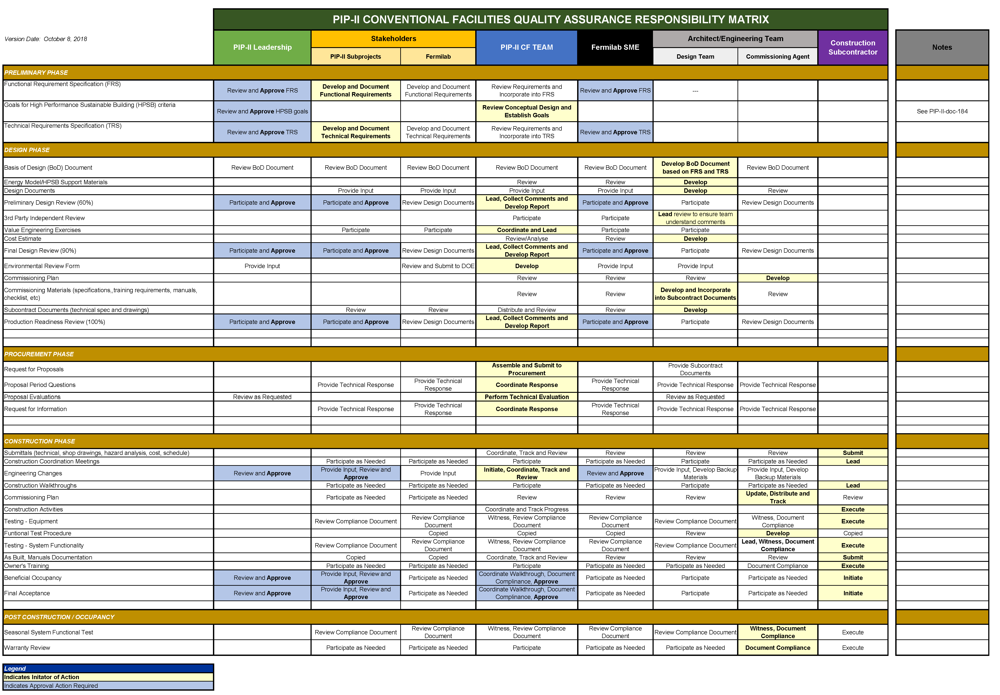 PIP-II CONVENTIONAL FACILITIES QUALITY ASSURANCE RESPONSIBILITY MATRIX
Version Date: October 8, 2018
PIP-II Leadership
Stakeholders
PIP-II Subprojects
Fermilab
PIP-II CF TEAM
Fermilab SME
Architect/Engineering Team
Design Team
Commissioning Agent
Construction
Subcontractor
Notes
PRELIMINARY PHASE
Functional Requirement Specification (FRS)
Review and Approve FRS
Develop and Document
Functional Requirements
Develop and Document
Functional Requirements
Review Requirements and
Incorporate into FRS
Review and Approve FRS
---
Goals for High Performance Sustainable Building (HPSB) criteria
Review and Approve HPSB goals
Review Conceptual Design and
Establish Goals
See PIP-II-doc-184
Technical Requirements Specification (TRS)
Review and Approve TRS
Develop and Document
Technical Requirements
Develop and Document
Technical Requirements
Review Requirements and
Incorporate into TRS
Review and Approve TRS
DESIGN PHASE
Basis of Design (BoD) Document
Review BoD Document
Review BoD Document
Review BoD Document
Review BoD Document
Review BoD Document
Develop BoD Document
based on FRS and TRS
Review BoD Document
Energy Model/HPSB Support Materials
Review
Review
Develop
Design Documents
Provide Input
Provide Input
Provide Input
Provide Input
Develop
Review
Preliminary Design Review (60%)
Participate and Approve
Participate and Approve
Review Design Documents
Lead, Collect Comments and
Develop Report
Participate and Approve
Participate
Review Design Documents
3rd Party Independent Review
Participate
Participate
Lead review to ensure team
understand comments
Value Engineering Exercises
Participate
Participate
Coordinate and Lead
Participate
Participate
Cost Estimate
Review/Analyse
Review
Develop
Final Design Review (90%)
Participate and Approve
Participate and Approve
Review Design Documents
Lead, Collect Comments and
Develop Report
Participate and Approve
Participate
Review Design Documents
Environmental Review Form
Provide Input
Review and Submit to DOE
Develop
Provide Input
Provide Input
Commissioning Plan
Review
Review
Review
Develop
Commissioning Materials (specifications,,training requirements, manuals,
checklist, etc)
Review
Review
Develop and Incorporate
into Subcontract Documents
Review
Subcontract Documents (technical spec and drawings)
Review
Review
Distribute and Review
Review
Develop
Production Readiness Review (100%)
Participate and Approve
Participate and Approve
Review Design Documents
Lead, Collect Comments and
Develop Report
Participate and Approve
Participate
Review Design Documents
PROCUREMENT PHASE
Request for Proposals
Assemble and Submit to
Procurement
Provide Subcontract
Documents
Proposal Period Questions
Provide Technical Response
Provide Technical
Response
Coordinate Response
Provide Technical
Response
Provide Technical Response
Provide Technical Response
Proposal Evaluations
Review as Requested
Perform Technical Evaluation
Review as Requested
Request for Information
Provide Technical Response
Provide Technical
Response
Coordinate Response
Provide Technical
Response
Provide Technical Response
Provide Technical Response
CONSTRUCTION PHASE
Submittals (technical, shop drawings, hazard analysis, cost, schedule)
Coordinate, Track and Review
Review
Review
Review
Submit
Construction Coordination Meetings
Participate as Needed
Participate as Needed
Participate
Participate as Needed
Participate
Participate as Needed
Lead
Engineering Changes
Review and Approve
Provide Input, Review and
Approve
Provide Input
Initiate, Coordinate, Track and
Review
Review and Approve
Provide Input, Develop Backup
Materials
Provide Input, Develop
Backup Materials
Construction Walkthroughs
Participate as Needed
Participate as Needed
Participate
Participate as Needed
Participate
Participate as Needed
Lead
Commissioning Plan
Participate as Needed
Participate as Needed
Review
Review
Review
Update, Distribute and
Track
Review
Construction Activities
Coordinate and Track Progress
Execute
Testing - Equipment
Review Compliance Document
Review Compliance
Document
Witness, Review Compliance
Document
Review Compliance
Document
Review Compliance Document
Witness, Document
Compliance
Execute
Funtional Test Procedure
Copied
Copied
Copied
Review
Develop
Copied
Testing - System Functionality
Review Compliance Document
Review Compliance
Document
Witness, Review Compliance
Document
Review Compliance
Document
Review Compliance Document
Lead, Witness, Document
Compliance
Execute
As Built, Manuals Documentation
Copied
Copied
Coordinate, Track and Review
Review
Review
Review
Submit
Owner's Training
Participate as Needed
Participate as Needed
Participate
Participate as Needed
Participate as Needed
Document Compliance
Execute
Beneficial Occupancy
Review and Approve
Provide Input, Review and
Approve
Participate as Needed
Coordinate Walkthrough, Document
Complinance, Approve
Participate as Needed
Participate
Participate as Needed
Initiate
Final Acceptance
Review and Approve
Provide Input, Review and
Approve
Participate as Needed
Coordinate Walkthrough, Document
Complinance, Approve
Participate as Needed
Participate
Participate as Needed
Initiate
POST CONSTRUCTION / OCCUPANCY
Seasonal System Functional Test
Review Compliance Document
Review Compliance
Document
Witness, Review Compliance
Document
Review Compliance
Document
Review Compliance Document
Witness, Document
Compliance
Execute
Warranty Review
Participate as Needed
Participate as Needed
Participate
Participate as Needed
Participate as Needed
Document Compliance
Execute
Legend
Indicates Initator of Action
Indicates Approval Action Required